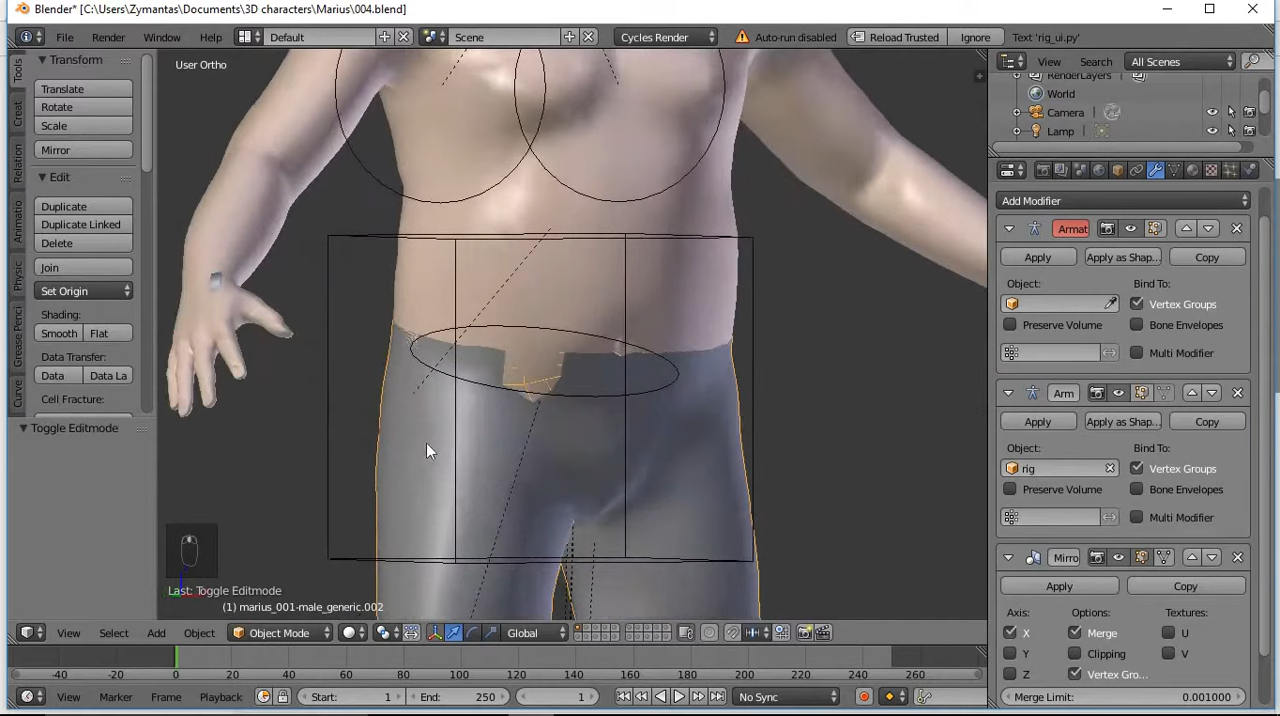 Blender* [C:\Users\Zymantas\Documents\3D characters\Marius\004.blend]
File Render Window Help Default Scene Cycles Render Auto-run disabled Reload Trusted Ignore Text 'rig_ui.py'
Tools
Creat
Relation
Animatio
Physic
Grease Penci
Curve
Transform
Translate
Rotate
Scale
Mirror
Edit
Duplicate
Duplicate Linked
Delete
Join
Set Origin
Shading:
Smooth Flat
Data Transfer:
Data Data La
Cell Fracture:
Toggle Editmode
User Ortho
Last: Toggle Editmode
(1) marius_001-male_generic.002
View Search All Scenes
RenderLayers
World
Camera
Lamp
Add Modifier
Armat
Apply Apply as Shap... Copy
Object: Bind To:
Vertex Groups
Preserve Volume Bone Envelopes
Multi Modifier
Arm
Apply Apply as Shap... Copy
Object: Bind To:
rig Vertex Groups
Preserve Volume Bone Envelopes
Multi Modifier
Mirro
Apply Copy
Axis: Options: Textures:
X Merge U
Y Clipping V
Z Vertex Gro...
Merge Limit: 0.001000
View Select Add Object Object Mode Global
-40 -20 0 20 40 60 80 100 120 140 160 180 200 220 240 260
View Marker Frame Playback Start: 1 End: 250 1 No Sync